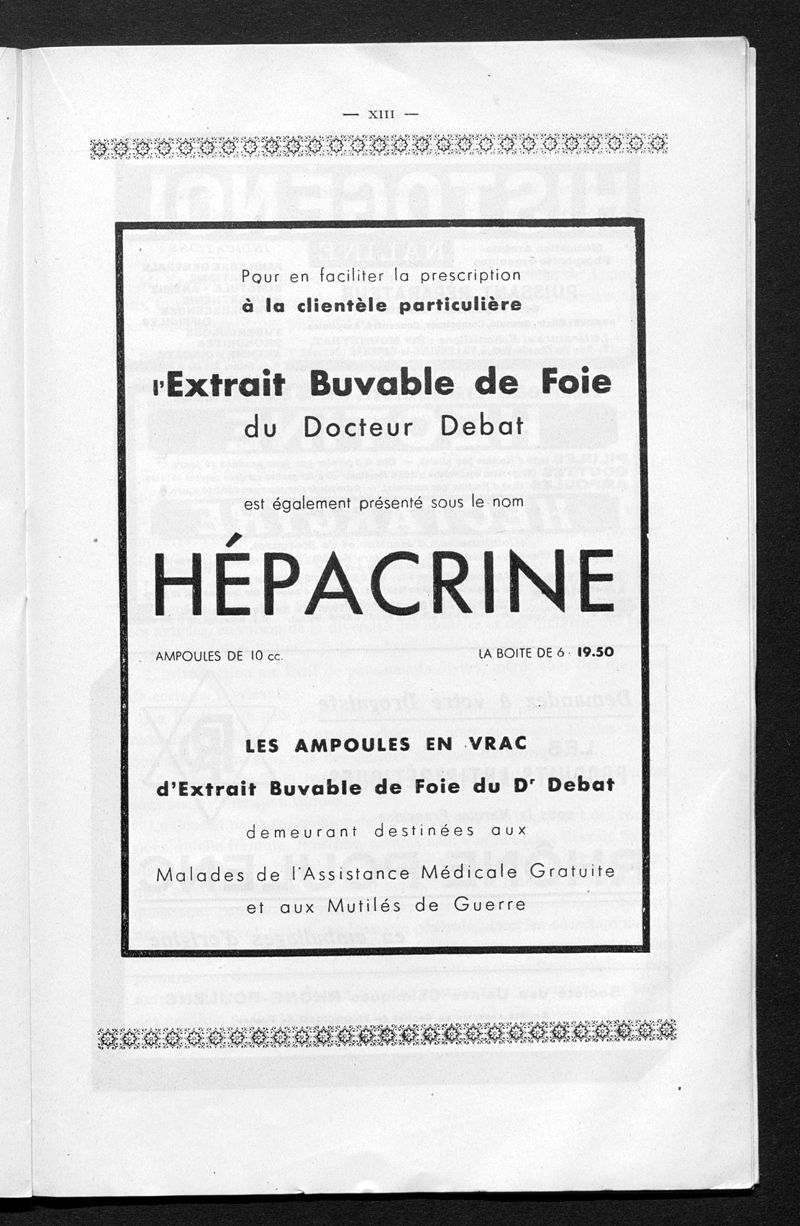 — XIII —
Pour en faciliter la prescription
à la clientèle particulière
l'Extrait Buvable de Foie
du Docteur Debat
est également présenté sous le nom
HÉPACRINE
AMPOULES DE 10 cc. LA BOITE DE 6 · 19.50
LES AMPOULES EN VRAC
d'Extrait Buvable de Foie du Dr Debat
demeurant destinées aux
Malades de l'Assistance Médicale Gratuite
et aux Mutilés de Guerre